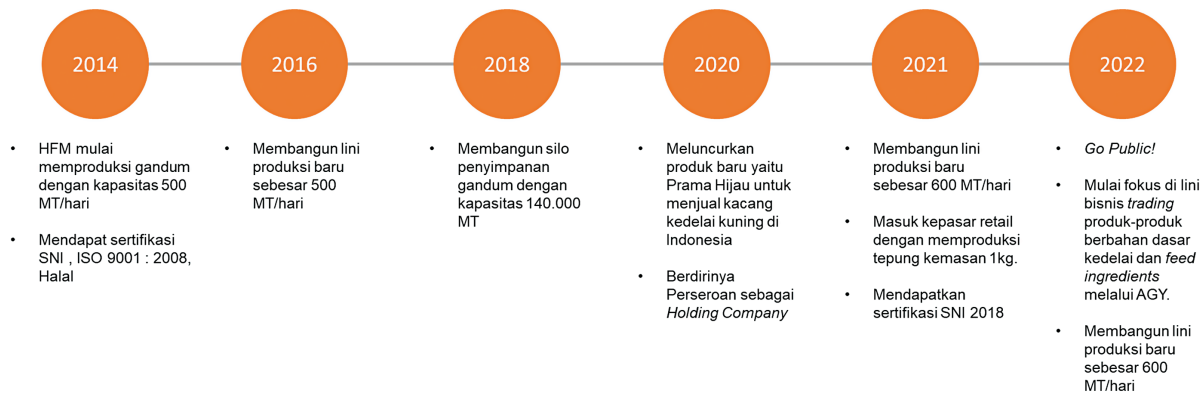 2014
2016
2018
2020
2021
2022
• HFM mulai
memproduksi gandum
dengan kapasitas 500
MT/hari
• Mendapat sertifikasi
SNI , ISO 9001 : 2008,
Halal
• Membangun lini
produksi baru
sebesar 500
MT/hari
• Membangun silo
penyimpanan
gandum dengan
kapasitas 140.000
MT
• Meluncurkan
produk baru yaitu
Prama Hijau untuk
menjual kacang
kedelai kuning di
Indonesia
• Berdirinya
Perseroan sebagai
Holding Company
• Membangun lini
produksi baru
sebesar 600 MT/hari
• Masuk kepasar retail
dengan memproduksi
tepung kemasan 1kg.
• Mendapatkan
sertifikasi SNI 2018
• Go Public!
• Mulai fokus di lini
bisnis trading
produk-produk
berbahan dasar
kedelai dan feed
ingredients
melalui AGY.
• Membangun lini
produksi baru
sebesar 600
MT/hari